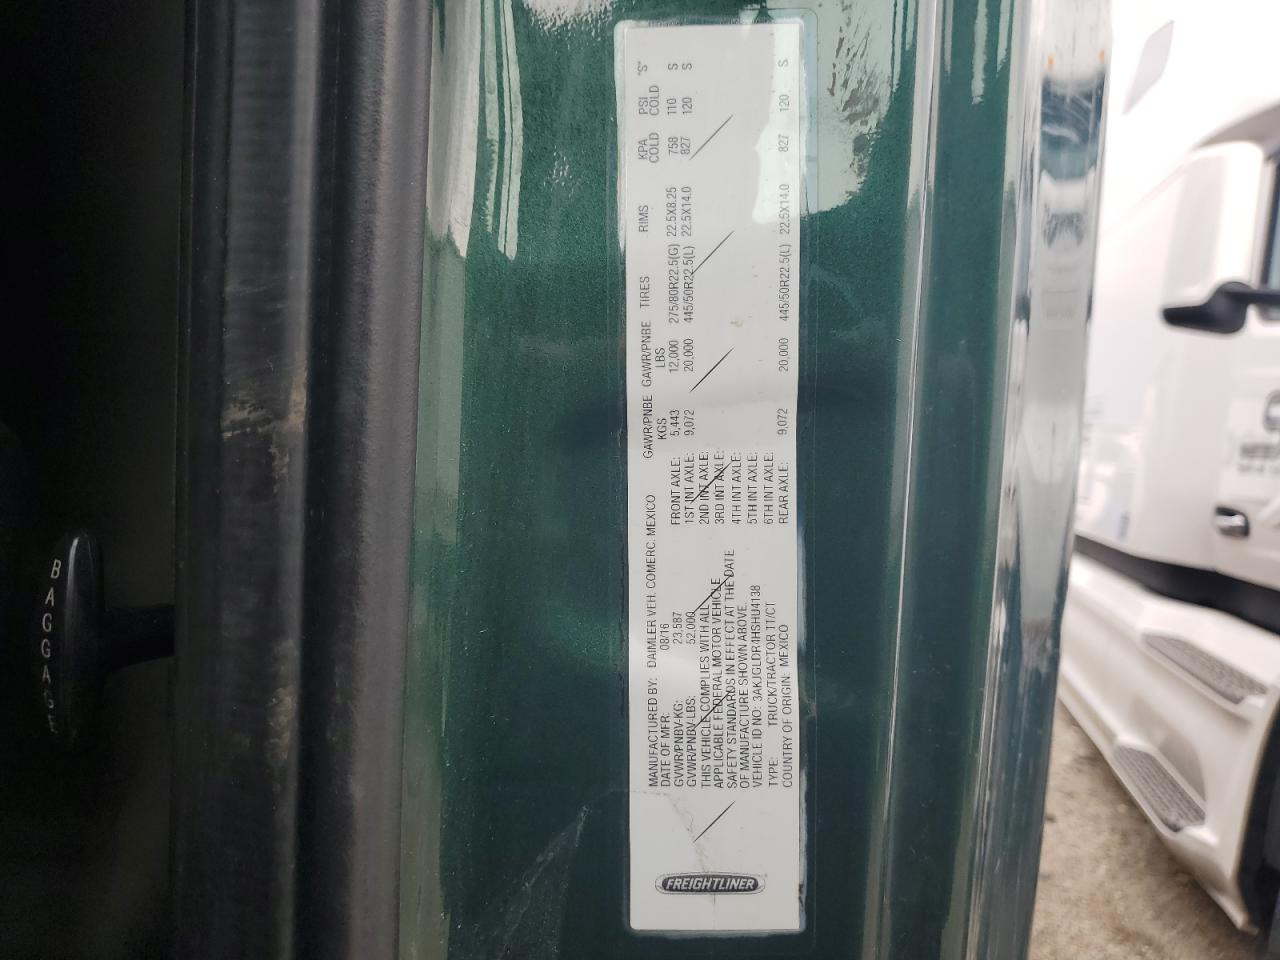 FREIGHTLINER
MANUFACTURED BY: DAIMLER VEH. COMERC. MEXICO
DATE OF MFR: 08/16
GVWR/PNBV-KG: 23,587
GVWR/PNBV-LBS: 52,000
THIS VEHICLE COMPLIES WITH ALL
APPLICABLE FEDERAL MOTOR VEHICLE
SAFETY STANDARDS IN EFFECT AT THE DATE
OF MANUFACTURE SHOWN ABOVE.
VEHICLE ID NO: 3AKJGLDR4HSHU4138
TYPE: TRUCK/TRACTOR TT/CT
COUNTRY OF ORIGIN: MEXICO
GAWR/PNBE GAWR/PNBE TIRES RIMS KPA PSI "S"
KGS LBS COLD COLD
FRONT AXLE: 5,443 12,000 275/80R22.5(G) 22.5X8.25 758 110 S
1ST INT AXLE: 9,072 20,000 445/50R22.5(L) 22.5X14.0 827 120 S
2ND INT AXLE:
3RD INT AXLE:
4TH INT AXLE:
5TH INT AXLE:
6TH INT AXLE:
REAR AXLE: 9,072 20,000 445/50R22.5(L) 22.5X14.0 827 120 S
BAGGAGE